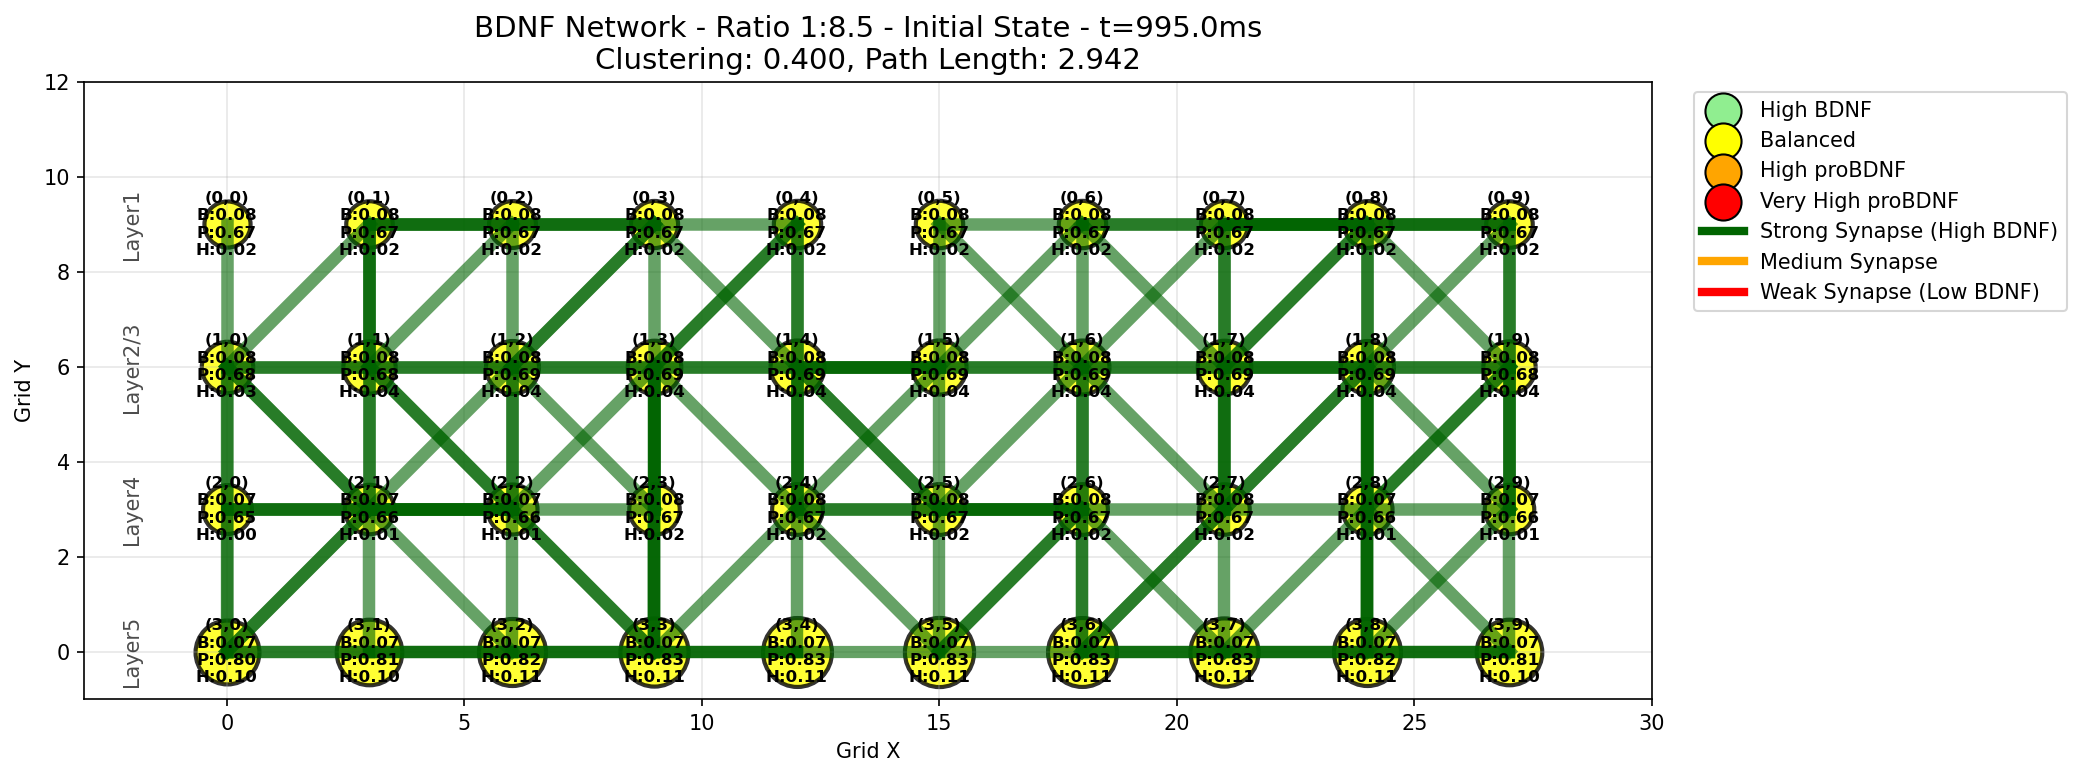 BDNF Network - Ratio 1:8.5 - Initial State - t=995.0ms
Clustering: 0.400, Path Length: 2.942
12
10
8
6
4
2
0
Grid Y
Layer1
Layer2/3
Layer4
Layer5
(0,0) (0,1) (0,2) (0,3) (0,4) (0,5) (0,6) (0,7) (0,8) (0,9)
B:0.08 B:0.08 B:0.08 B:0.08 B:0.08 B:0.08 B:0.08 B:0.08 B:0.08 B:0.08
P:0.67 P:0.67 P:0.67 P:0.67 P:0.67 P:0.67 P:0.67 P:0.67 P:0.67 P:0.67
H:0.02 H:0.02 H:0.02 H:0.02 H:0.02 H:0.02 H:0.02 H:0.02 H:0.02 H:0.02
(1,0) (1,1) (1,2) (1,3) (1,4) (1,5) (1,6) (1,7) (1,8) (1,9)
B:0.08 B:0.08 B:0.08 B:0.08 B:0.08 B:0.08 B:0.08 B:0.08 B:0.08 B:0.08
P:0.68 P:0.68 P:0.69 P:0.69 P:0.69 P:0.69 P:0.69 P:0.69 P:0.69 P:0.68
H:0.03 H:0.04 H:0.04 H:0.04 H:0.04 H:0.04 H:0.04 H:0.04 H:0.04 H:0.04
(2,0) (2,1) (2,2) (2,3) (2,4) (2,5) (2,6) (2,7) (2,8) (2,9)
B:0.07 B:0.07 B:0.07 B:0.08 B:0.08 B:0.08 B:0.08 B:0.08 B:0.07 B:0.07
P:0.65 P:0.66 P:0.66 P:0.67 P:0.67 P:0.67 P:0.67 P:0.67 P:0.66 P:0.66
H:0.00 H:0.01 H:0.01 H:0.02 H:0.02 H:0.02 H:0.02 H:0.02 H:0.01 H:0.01
(3,0) (3,1) (3,2) (3,3) (3,4) (3,5) (3,6) (3,7) (3,8) (3,9)
B:0.07 B:0.07 B:0.07 B:0.07 B:0.07 B:0.07 B:0.07 B:0.07 B:0.07 B:0.07
P:0.80 P:0.81 P:0.82 P:0.83 P:0.83 P:0.83 P:0.83 P:0.83 P:0.82 P:0.81
H:0.10 H:0.10 H:0.11 H:0.11 H:0.11 H:0.11 H:0.11 H:0.11 H:0.11 H:0.10
0 5 10 15 20 25 30
Grid X
High BDNF
Balanced
High proBDNF
Very High proBDNF
Strong Synapse (High BDNF)
Medium Synapse
Weak Synapse (Low BDNF)